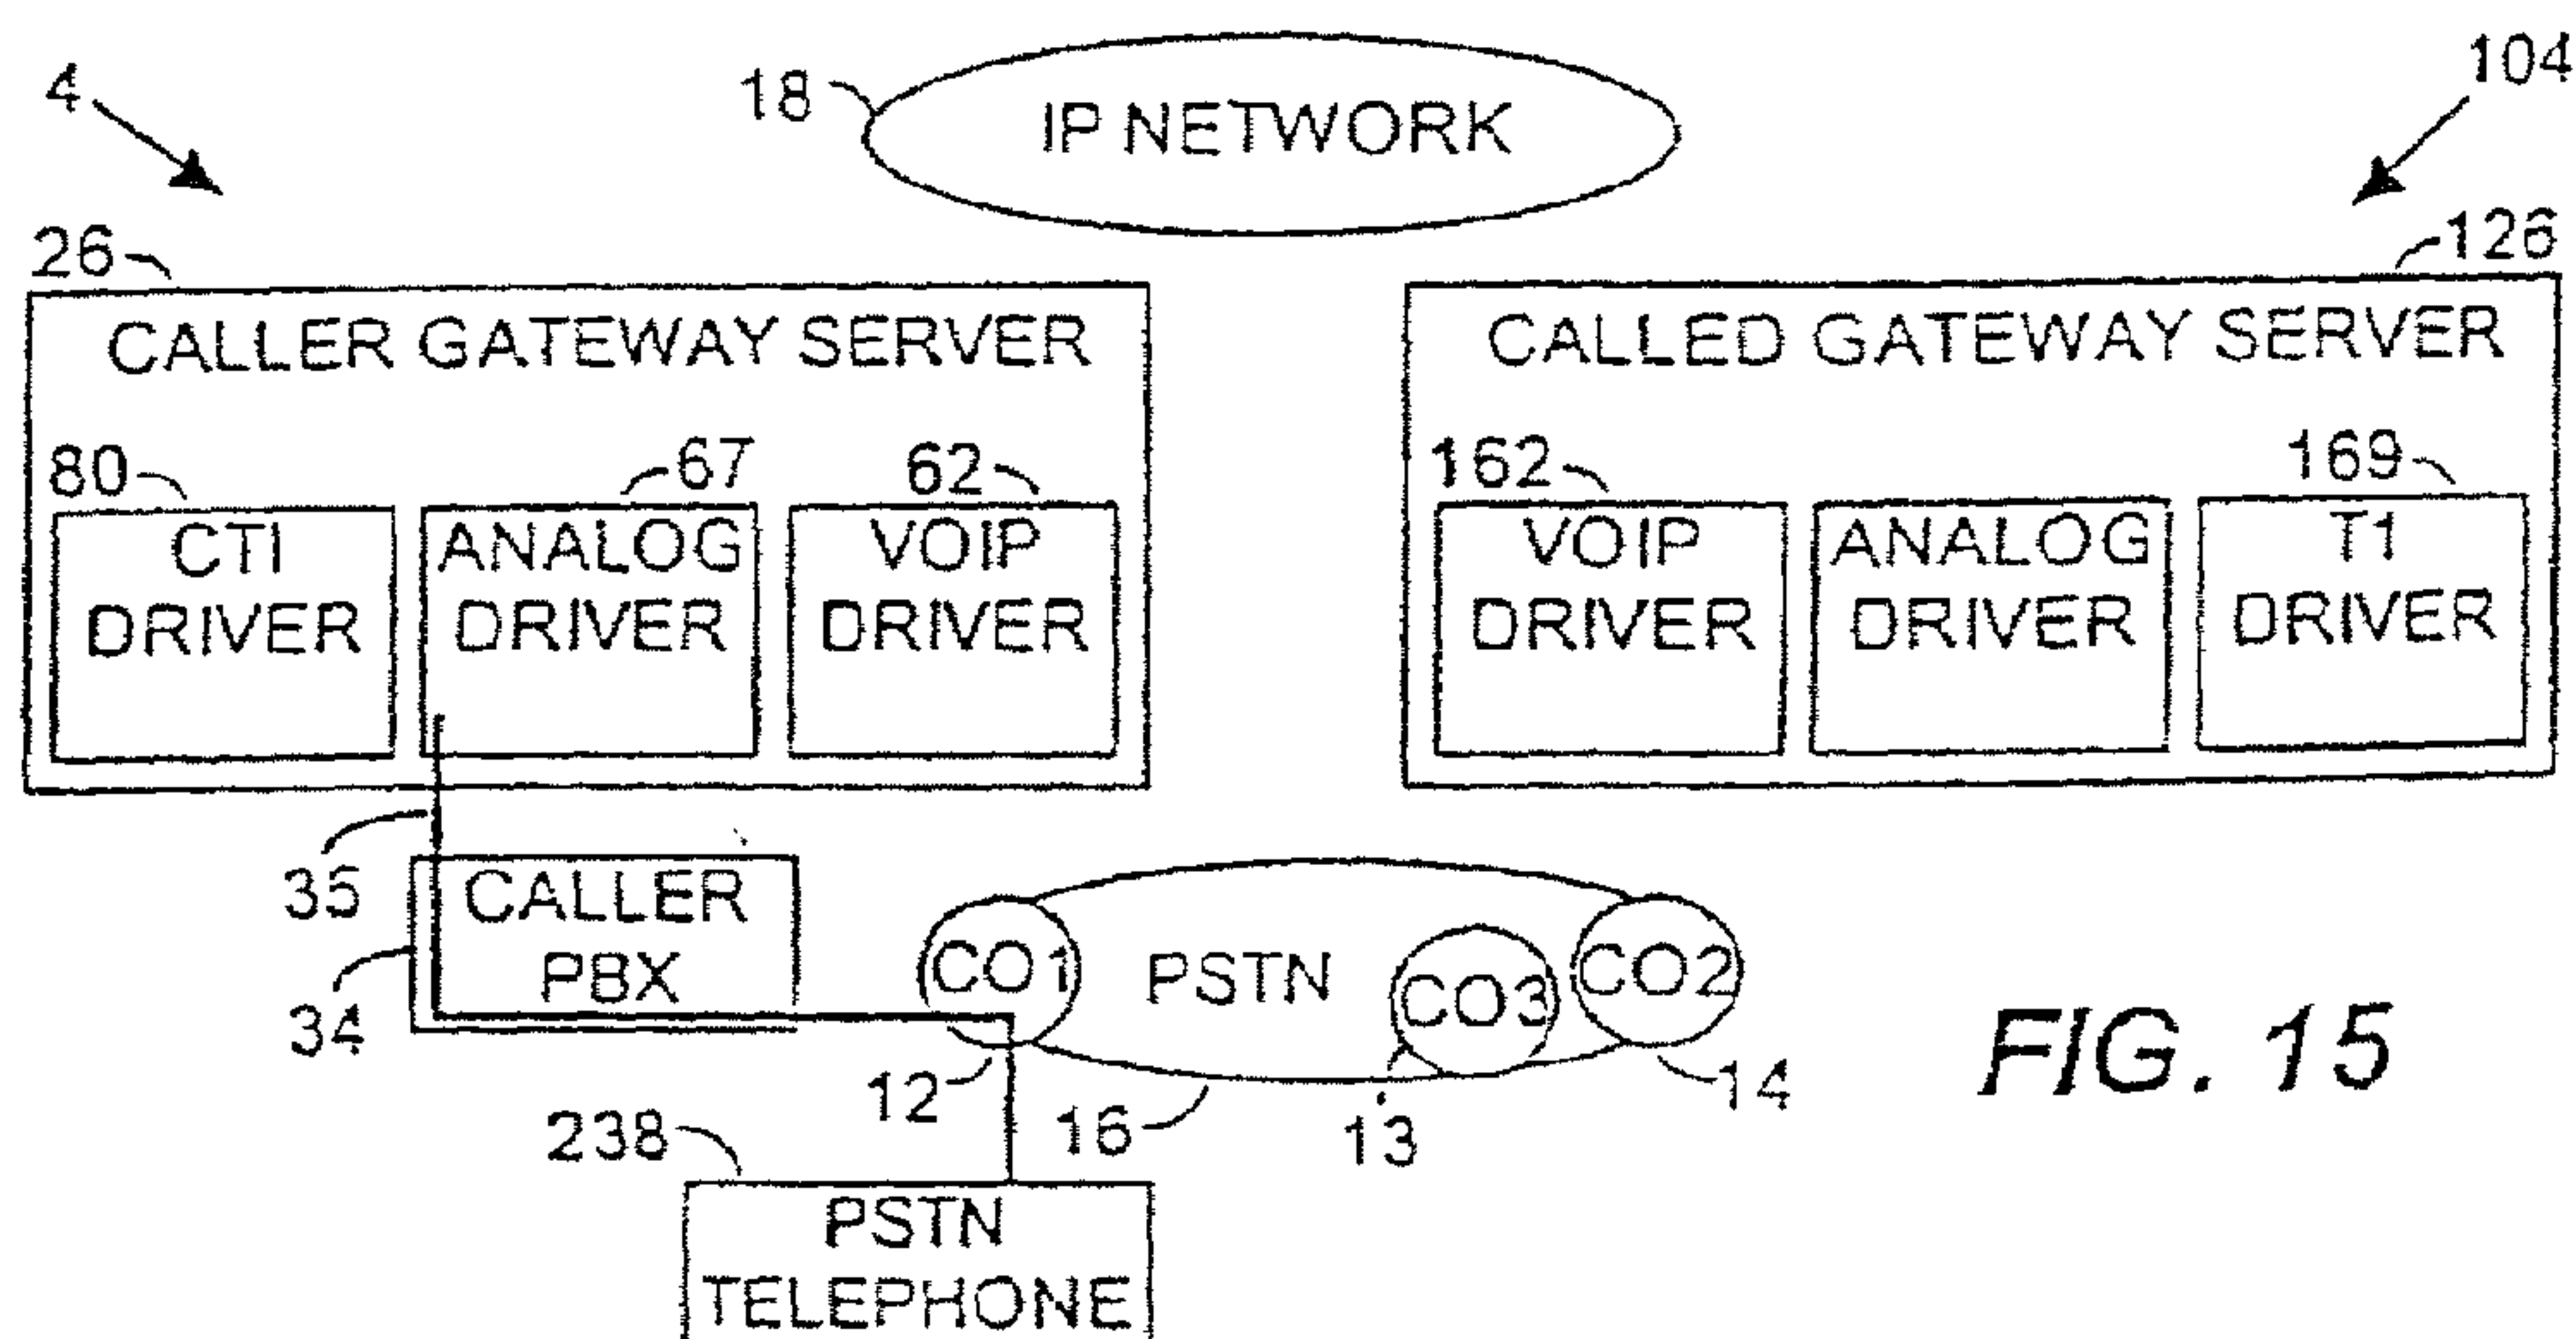 4
18
IP NETWORK
104
26
126
CALLER GATEWAY SERVER
CALLED GATEWAY SERVER
80
67
62
162
169
CTI
DRIVER
ANALOG
DRIVER
VOIP
DRIVER
VOIP
DRIVER
ANALOG
DRIVER
T1
DRIVER
35
34
CALLER
PBX
CO1
PSTN
CO3
CO2
12
16
13
14
238
PSTN
TELEPHONE
FIG. 15